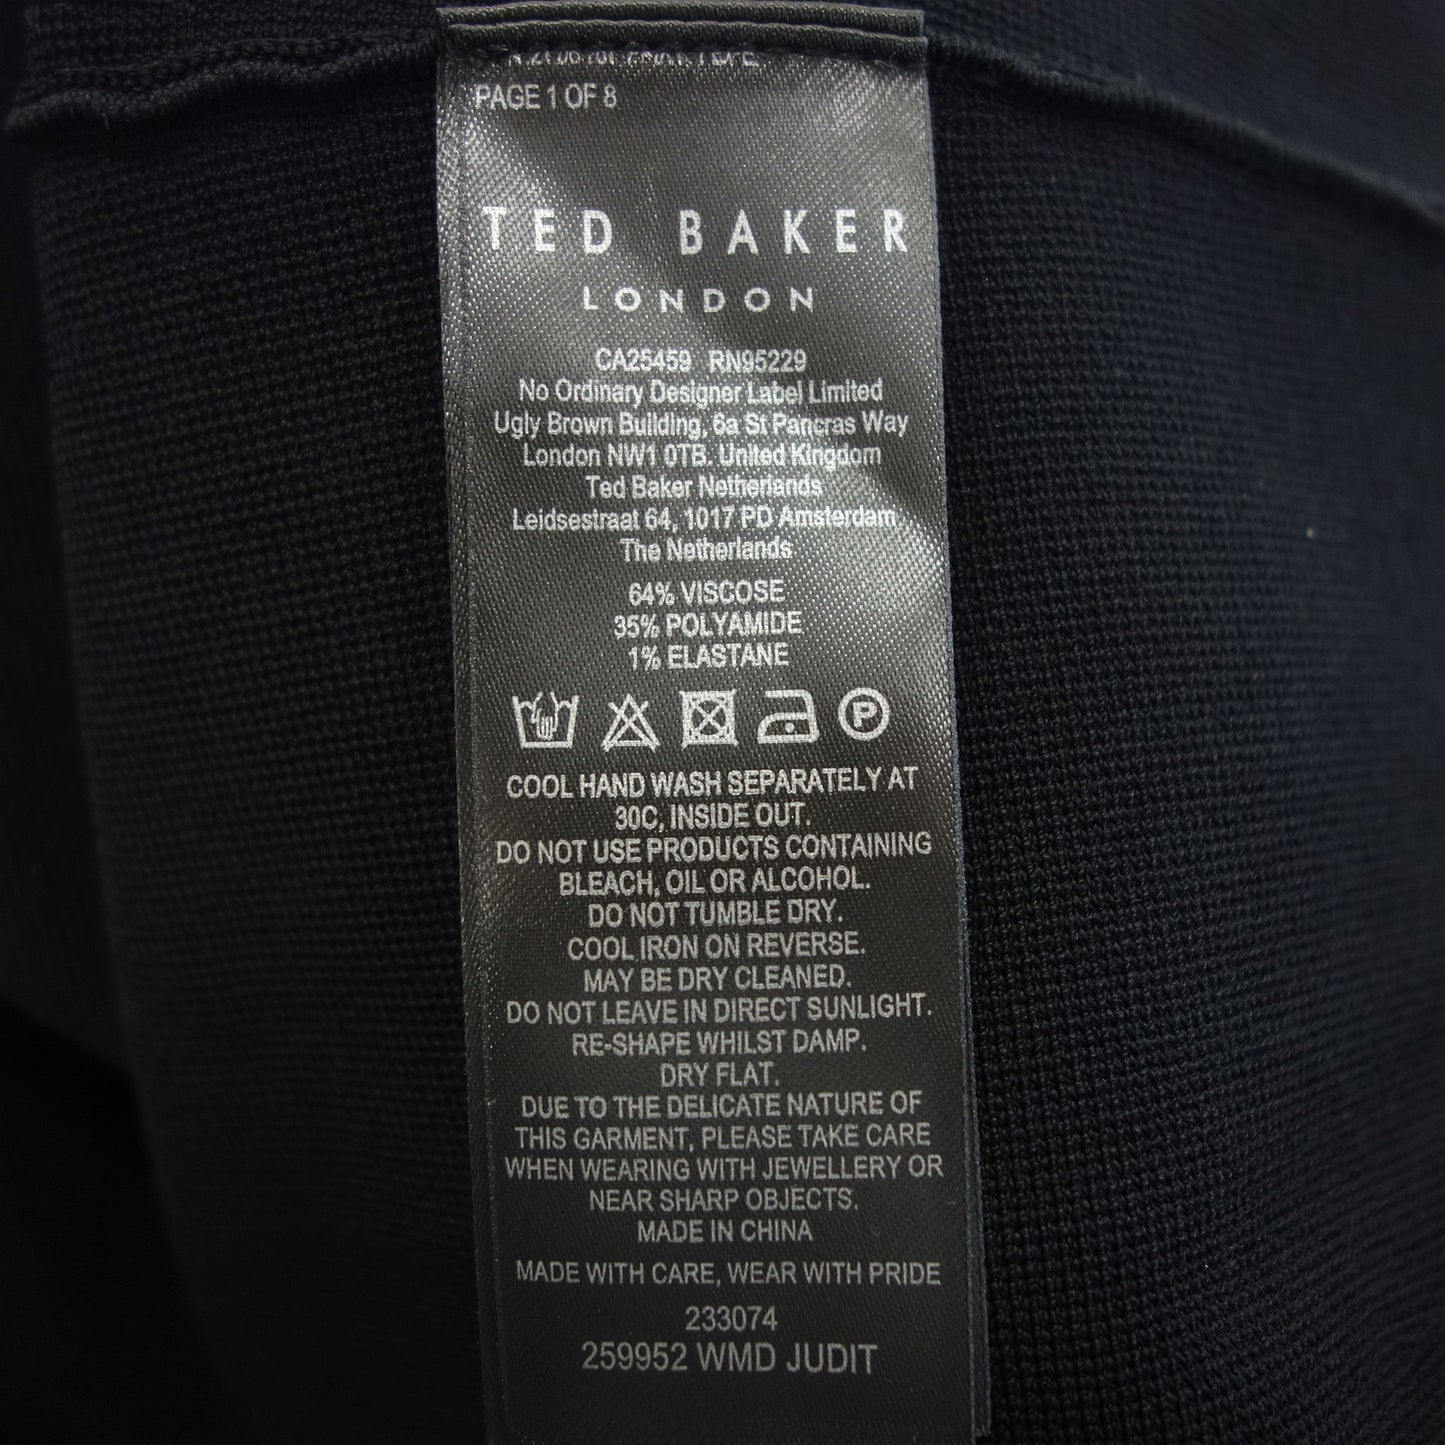 PAGE 1 OF 8
TED BAKER
LONDON
CA25459 RN95229
No Ordinary Designer Label Limited
Ugly Brown Building, 6a St Pancras Way
London NW1 0TB. United Kingdom
Ted Baker Netherlands
Leidsestraat 64, 1017 PD Amsterdam,
The Netherlands
64% VISCOSE
35% POLYAMIDE
1% ELASTANE
P
COOL HAND WASH SEPARATELY AT
30C, INSIDE OUT.
DO NOT USE PRODUCTS CONTAINING
BLEACH, OIL OR ALCOHOL.
DO NOT TUMBLE DRY.
COOL IRON ON REVERSE.
MAY BE DRY CLEANED.
DO NOT LEAVE IN DIRECT SUNLIGHT.
RE-SHAPE WHILST DAMP.
DRY FLAT.
DUE TO THE DELICATE NATURE OF
THIS GARMENT, PLEASE TAKE CARE
WHEN WEARING WITH JEWELLERY OR
NEAR SHARP OBJECTS.
MADE IN CHINA
MADE WITH CARE, WEAR WITH PRIDE
233074
259952 WMD JUDIT